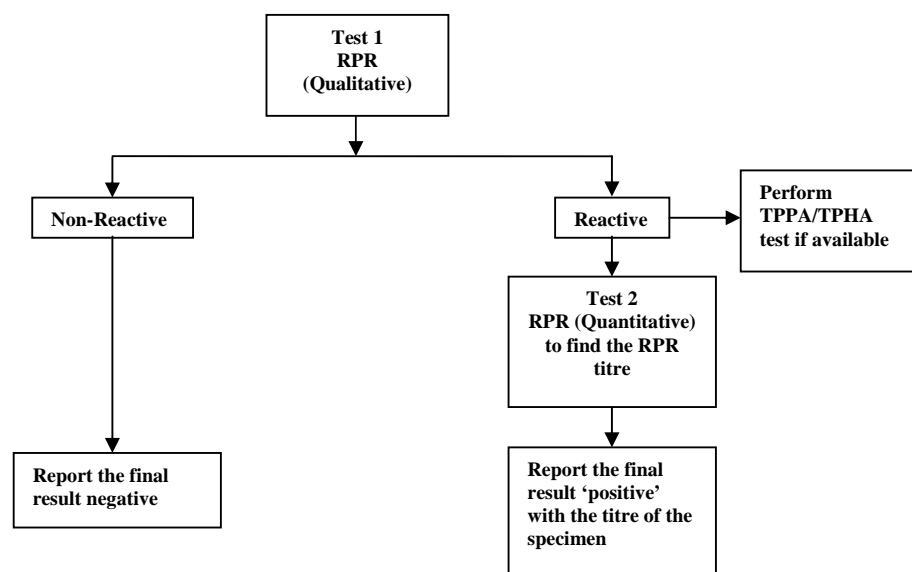 Test 1
RPR
(Qualitative)
Non-Reactive
Reactive
Perform
TPPA/TPHA
test if available
Test 2
RPR (Quantitative)
to find the RPR
titre
Report the final
result negative
Report the final
result ‘positive’
with the titre of the
specimen